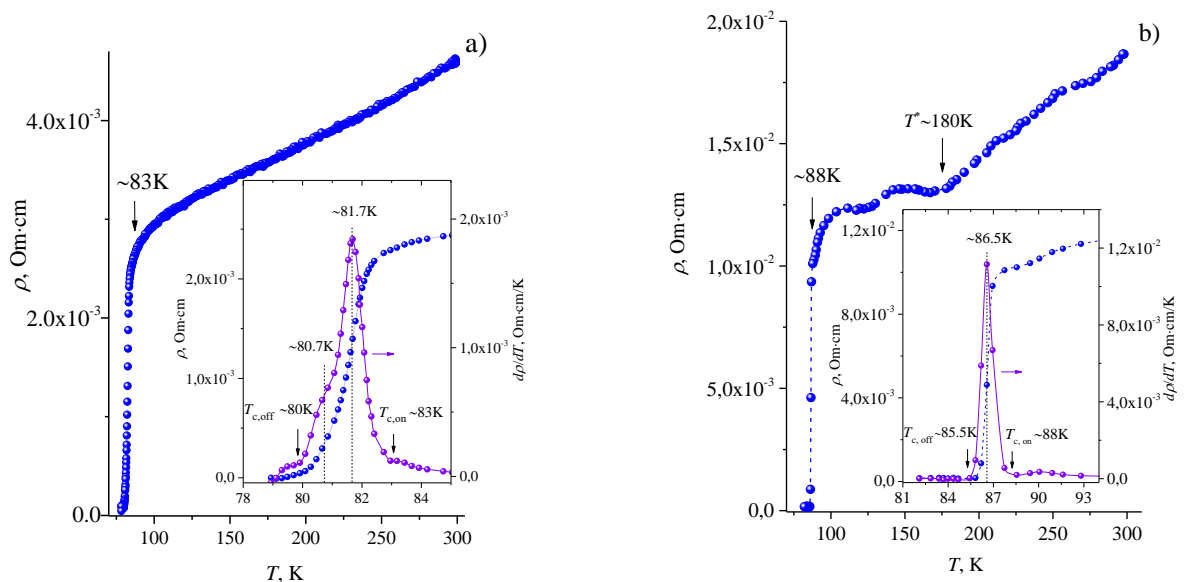 a)
4.0x10⁻³
2.0x10⁻³
0.0
ρ, Om·cm
~83K
100
150
200
250
300
T, K
2,0x10⁻³
1,0x10⁻³
0,0
ρ, Om·cm
~81.7K
~80.7K
T_c,off ~80K
T_c,on ~83K
2,0x10⁻³
1,0x10⁻³
0,0
dρ/dT, Om·cm/K
78
80
82
84
b)
2,0x10⁻²
1,5x10⁻²
1,0x10⁻²
5,0x10⁻³
0,0
ρ, Om·cm
~88K
T* ~180K
100
150
200
250
300
T, K
1,2x10⁻²
8,0x10⁻³
4,0x10⁻³
0,0
ρ, Om·cm
~86.5K
T_c, off ~85.5K
T_c, on ~88K
1,2x10⁻²
8,0x10⁻³
4,0x10⁻³
0,0
dρ/dT, Om·cm/K
81
84
87
90
93